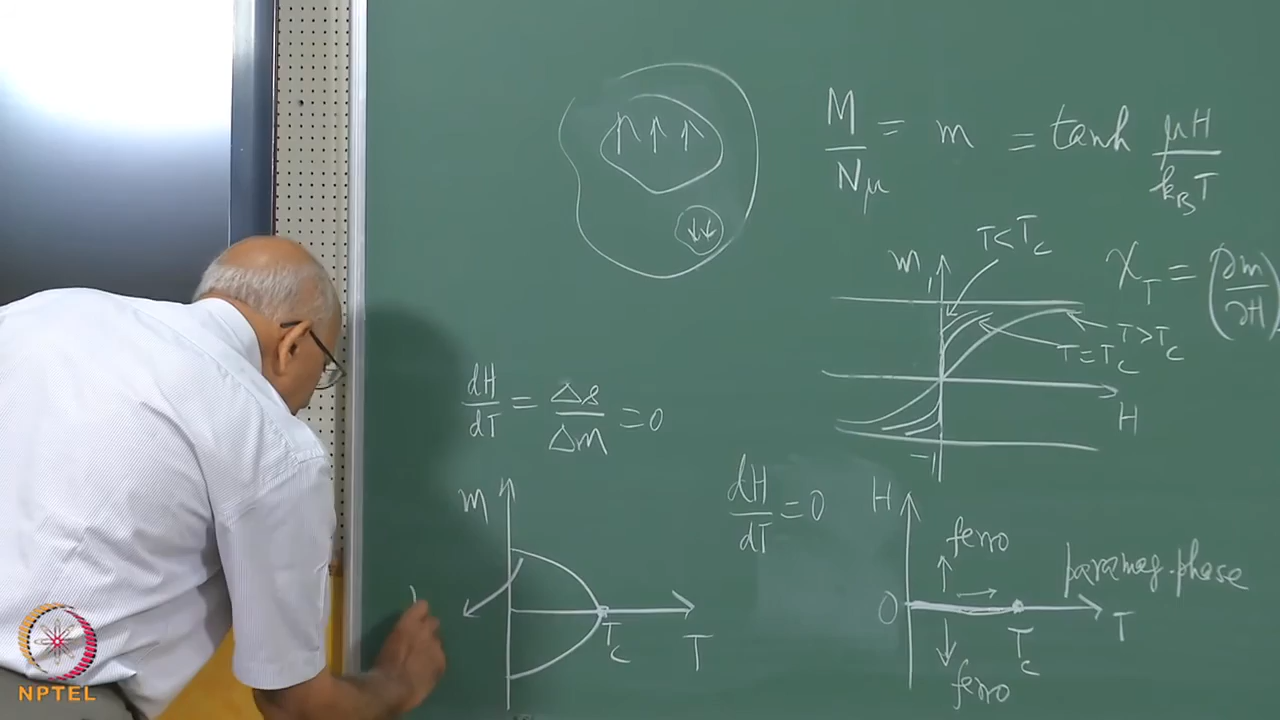 M/Nμ = m = tanh μH/k_BT
T<T_c
m
1
χ_T = (∂m/∂H)
T>T_c
T=T_c
H
-1
dH/dT = Δs/Δm = 0
dH/dT = 0
m
T_c
T
H
ferro
paramag. phase
0
T_c
T
ferro
NPTEL